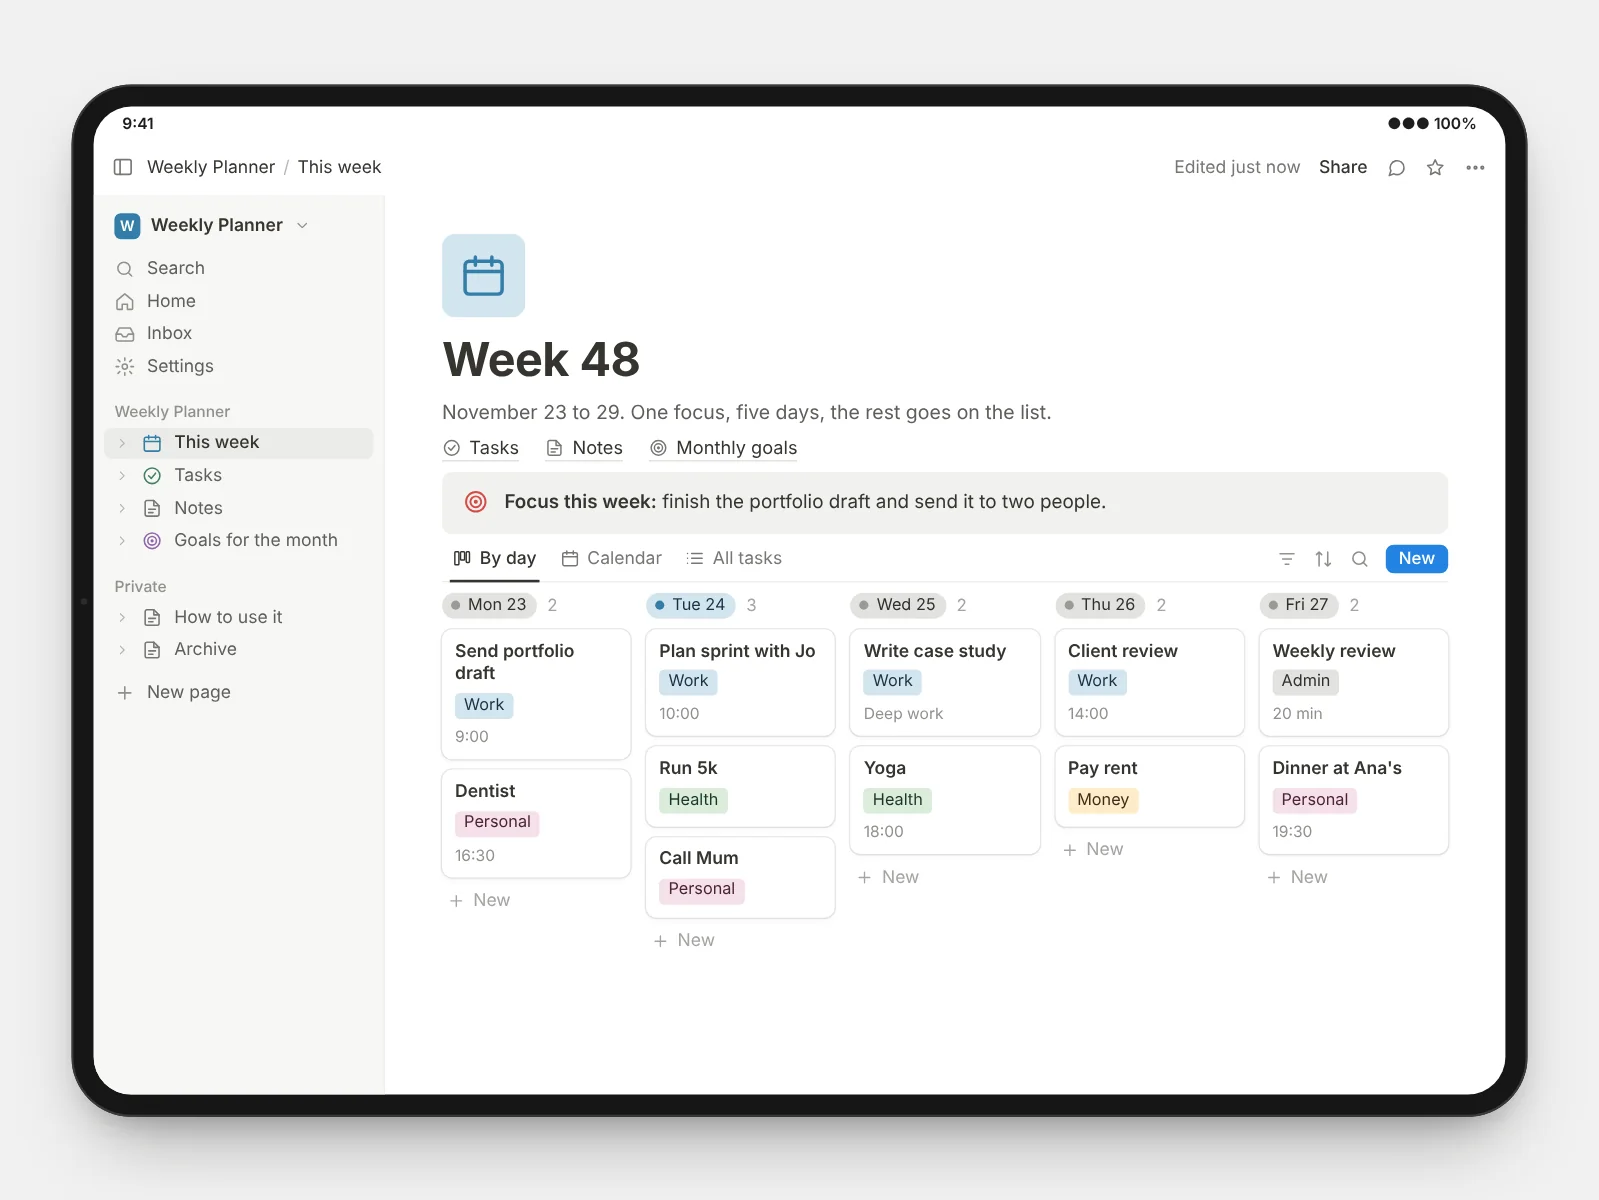 9:41
100%
Weekly Planner / This week
Edited just now
Share
W
Weekly Planner
Search
Home
Inbox
Settings
Weekly Planner
This week
Tasks
Notes
Goals for the month
Private
How to use it
Archive
New page
Week 48
November 23 to 29. One focus, five days, the rest goes on the list.
Tasks
Notes
Monthly goals
Focus this week: finish the portfolio draft and send it to two people.
By day
Calendar
All tasks
New
Mon 23 2
Send portfolio
draft
Work
9:00
Dentist
Personal
16:30
+ New
Tue 24 3
Plan sprint with Jo
Work
10:00
Run 5k
Health
Call Mum
Personal
+ New
Wed 25 2
Write case study
Work
Deep work
Yoga
Health
18:00
+ New
Thu 26 2
Client review
Work
14:00
Pay rent
Money
+ New
Fri 27 2
Weekly review
Admin
20 min
Dinner at Ana's
Personal
19:30
+ New